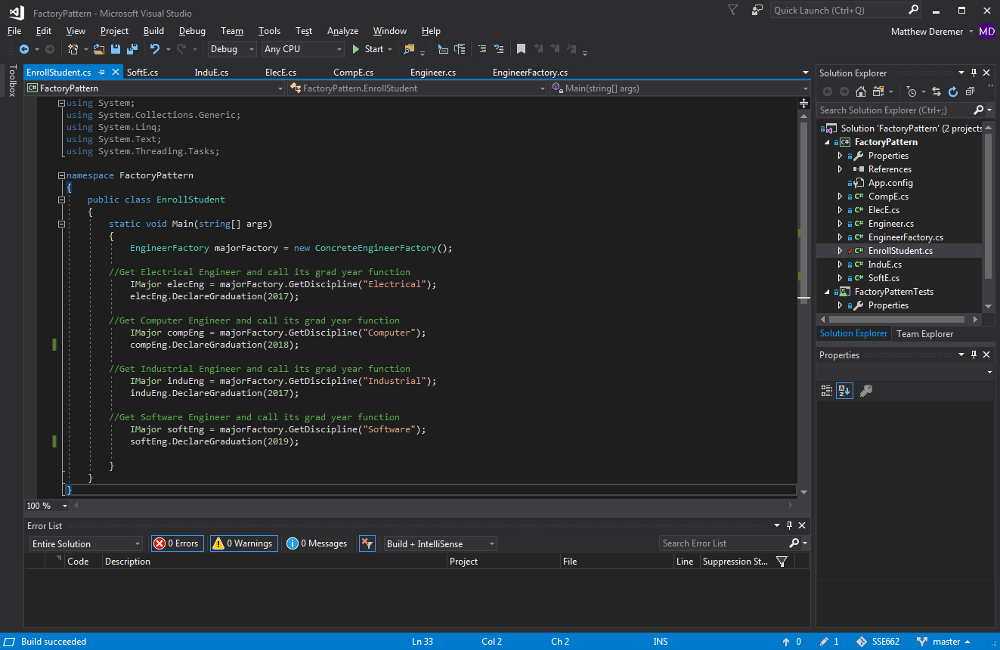 FactoryPattern - Microsoft Visual Studio
Quick Launch (Ctrl+Q)
File Edit View Project Build Debug Team Tools Test Analyze Window Help
Matthew Deremer MD
Debug Any CPU Start
Toolbox
EnrollStudent.cs SoftE.cs InduE.cs ElecE.cs CompE.cs Engineer.cs EngineerFactory.cs
C# FactoryPattern FactoryPattern.EnrollStudent Main(string[] args)
using System;
using System.Collections.Generic;
using System.Linq;
using System.Text;
using System.Threading.Tasks;
namespace FactoryPattern
{
public class EnrollStudent
{
static void Main(string[] args)
{
EngineerFactory majorFactory = new ConcreteEngineerFactory();
//Get Electrical Engineer and call its grad year function
IMajor elecEng = majorFactory.GetDiscipline("Electrical");
elecEng.DeclareGraduation(2017);
//Get Computer Engineer and call its grad year function
IMajor compEng = majorFactory.GetDiscipline("Computer");
compEng.DeclareGraduation(2018);
//Get Industrial Engineer and call its grad year function
IMajor induEng = majorFactory.GetDiscipline("Industrial");
induEng.DeclareGraduation(2017);
//Get Software Engineer and call its grad year function
IMajor softEng = majorFactory.GetDiscipline("Software");
softEng.DeclareGraduation(2019);
}
}
}
100 %
Solution Explorer
Search Solution Explorer (Ctrl+;)
Solution 'FactoryPattern' (2 projects
C# FactoryPattern
Properties
References
App.config
C# CompE.cs
C# ElecE.cs
C# Engineer.cs
C# EngineerFactory.cs
C# EnrollStudent.cs
C# InduE.cs
C# SoftE.cs
FactoryPatternTests
Properties
Solution Explorer Team Explorer
Properties
Error List
Entire Solution 0 Errors 0 Warnings 0 Messages Build + IntelliSense Search Error List
Code Description Project File Line Suppression St...
Build succeeded Ln 33 Col 2 Ch 2 INS 0 1 SSE662 master